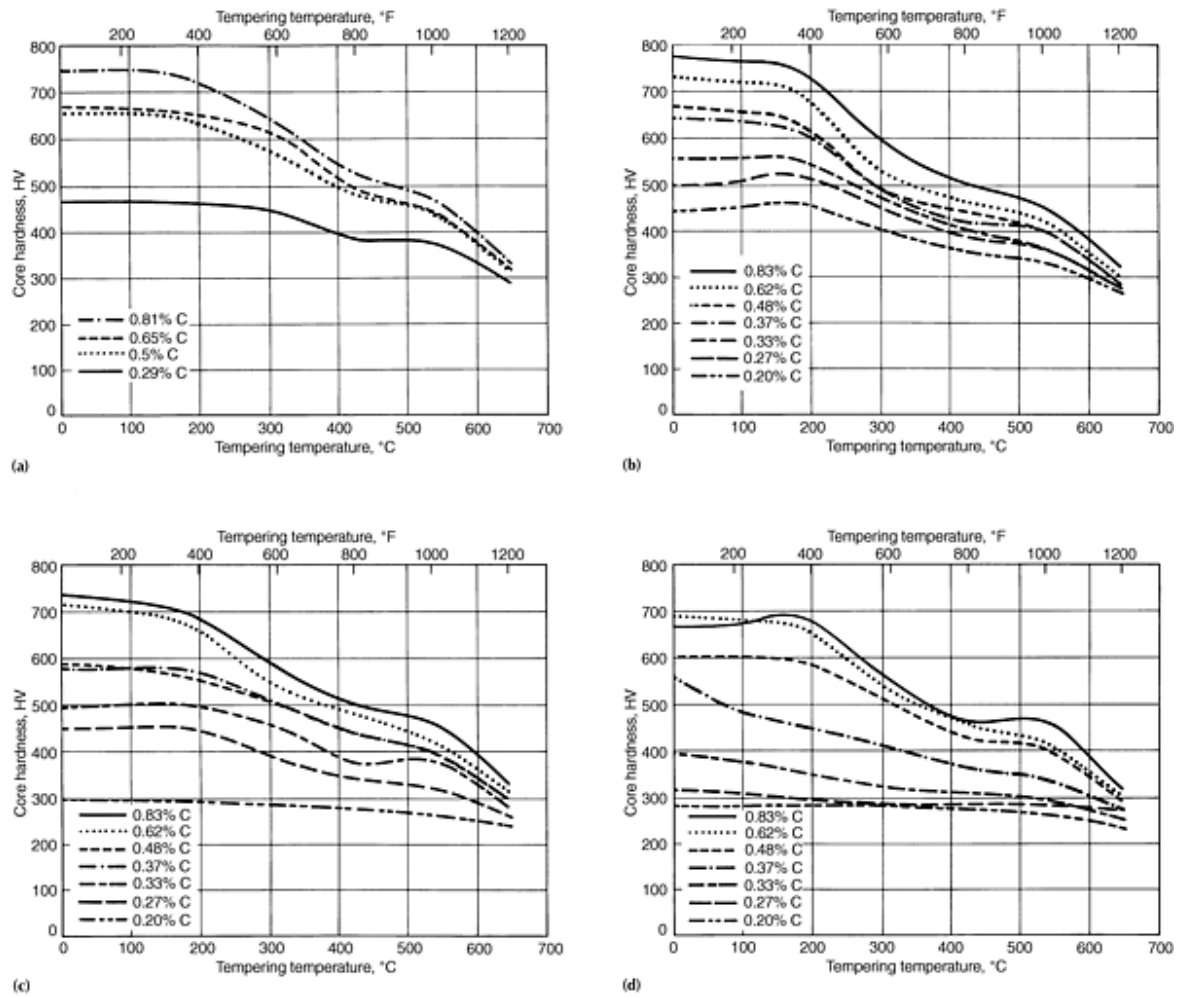 Tempering temperature, °F
200 400 600 800 1000 1200
800
700
600
500
400
300
200
100
0
Core hardness, HV
0.81% C
0.65% C
0.5% C
0.29% C
0 100 200 300 400 500 600 700
Tempering temperature, °C
(a)
Tempering temperature, °F
200 400 600 800 1000 1200
800
700
600
500
400
300
200
100
0
Core hardness, HV
0.83% C
0.62% C
0.48% C
0.37% C
0.33% C
0.27% C
0.20% C
0 100 200 300 400 500 600 700
Tempering temperature, °C
(b)
Tempering temperature, °F
200 400 600 800 1000 1200
800
700
600
500
400
300
200
100
0
Core hardness, HV
0.83% C
0.62% C
0.48% C
0.37% C
0.33% C
0.27% C
0.20% C
0 100 200 300 400 500 600 700
Tempering temperature, °C
(c)
Tempering temperature, °F
200 400 600 800 1000 1200
800
700
600
500
400
300
200
100
0
Core hardness, HV
0.83% C
0.62% C
0.48% C
0.37% C
0.33% C
0.27% C
0.20% C
0 100 200 300 400 500 600 700
Tempering temperature, °C
(d)